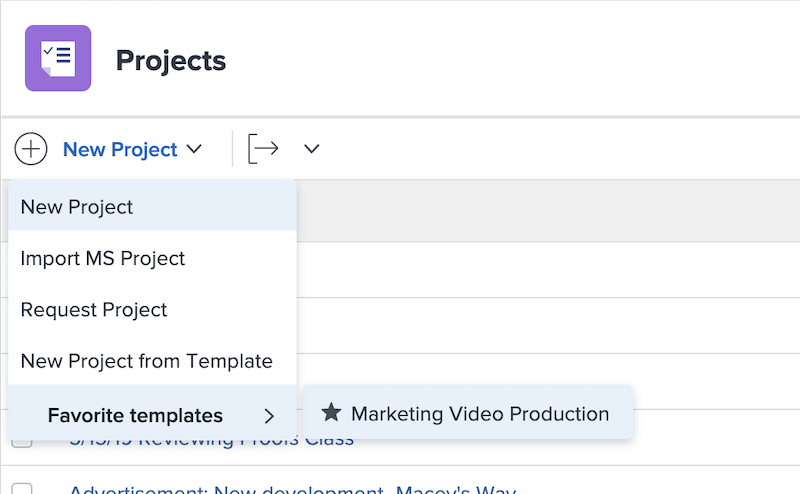 Projects
New Project
New Project
Import MS Project
Request Project
New Project from Template
Favorite templates
Marketing Video Production
5/15/19 Reviewing Proofs Class
Advertisement: New development, Macey's Way